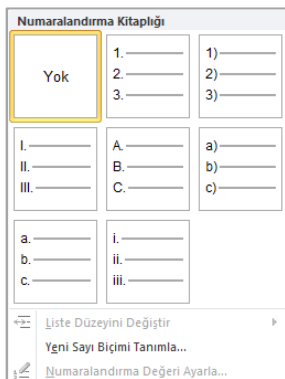 Numaralandırma Kitaplığı
Yok
1.
2.
3.
1)
2)
3)
I.
II.
III.
A.
B.
C.
a)
b)
c)
a.
b.
c.
i.
ii.
iii.
Liste Düzeyini Değiştir
Yeni Sayı Biçimi Tanımla...
Numaralandırma Değeri Ayarla...